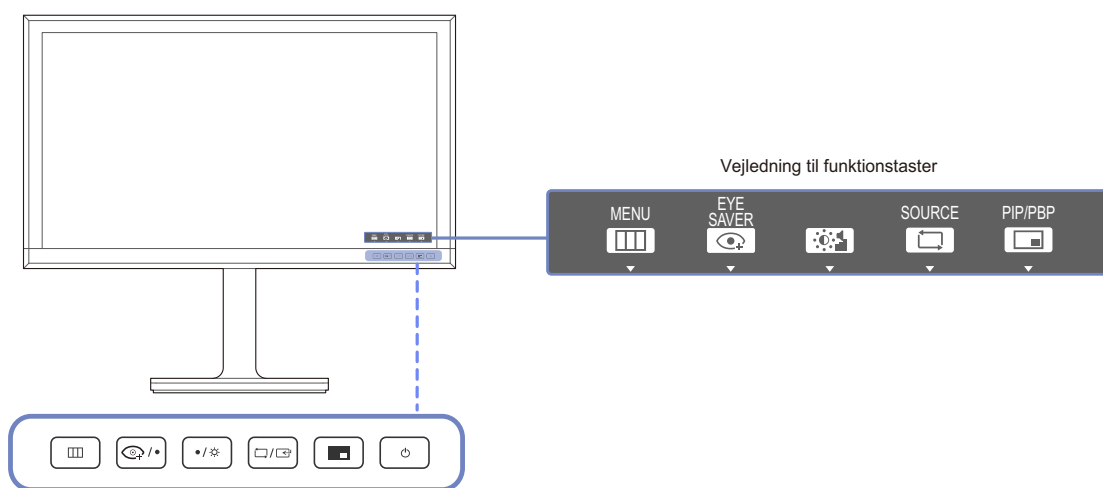 Vejledning til funktionstaster
MENU
EYE
SAVER
SOURCE
PIP/PBP